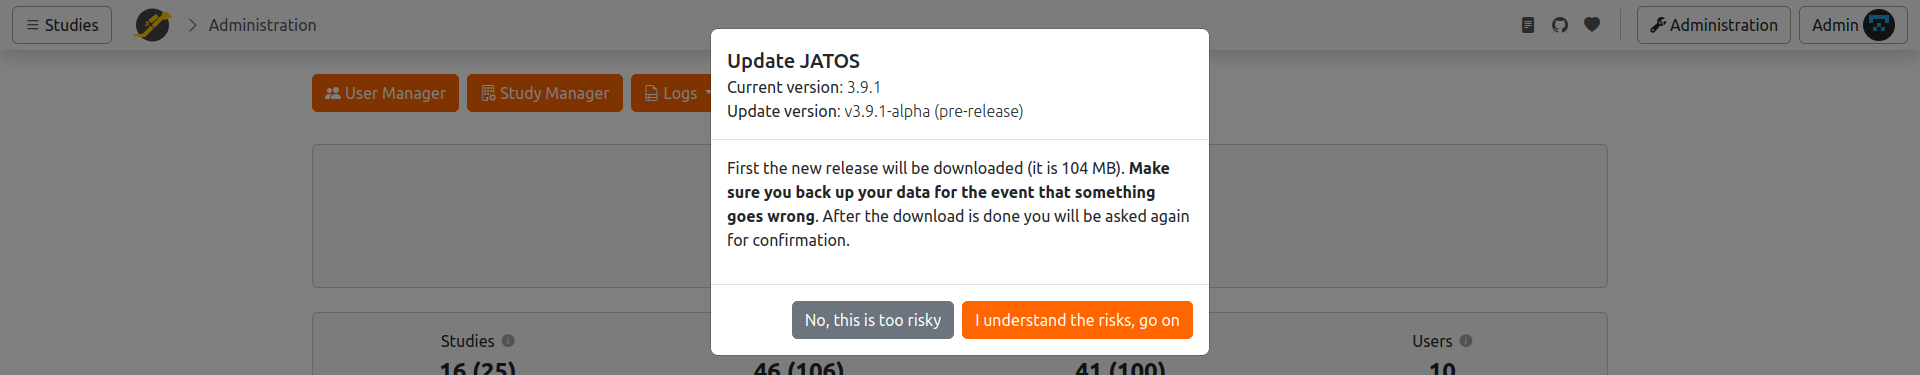 Studies
Administration
Administration
Admin
User Manager
Study Manager
Logs
Update JATOS
Current version: 3.9.1
Update version: v3.9.1-alpha (pre-release)
First the new release will be downloaded (it is 104 MB). Make
sure you back up your data for the event that something
goes wrong. After the download is done you will be asked again
for confirmation.
No, this is too risky
I understand the risks, go on
Studies
Users
16 (25)
46 (106)
41 (100)
10